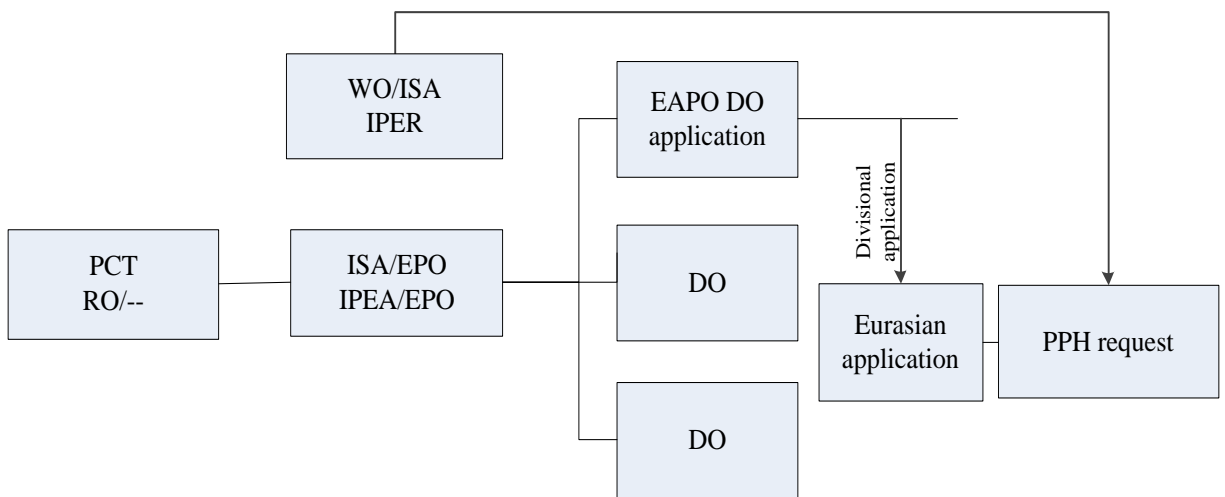 WO/ISA
IPER
EAPO DO
application
Divisional
application
PCT
RO/--
ISA/EPO
IPEA/EPO
DO
Eurasian
application
PPH request
DO